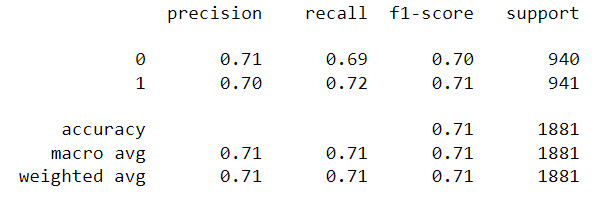 precision recall f1-score support
0 0.71 0.69 0.70 940
1 0.70 0.72 0.71 941
accuracy 0.71 1881
macro avg 0.71 0.71 0.71 1881
weighted avg 0.71 0.71 0.71 1881